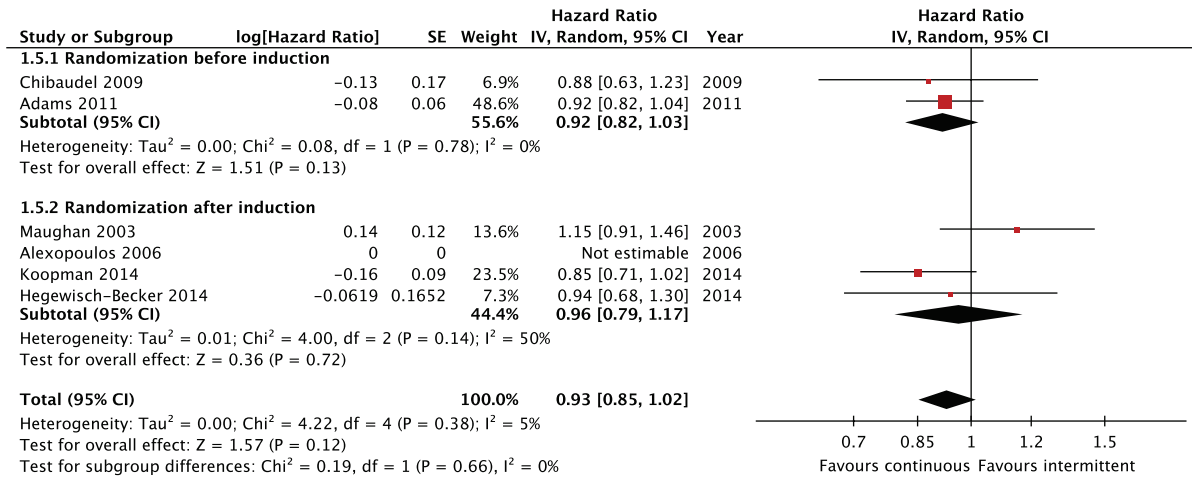 Hazard Ratio Hazard Ratio
Study or Subgroup log[Hazard Ratio] SE Weight IV, Random, 95% CI Year IV, Random, 95% CI
1.5.1 Randomization before induction
Chibaudel 2009 −0.13 0.17 6.9% 0.88 [0.63, 1.23] 2009
Adams 2011 −0.08 0.06 48.6% 0.92 [0.82, 1.04] 2011
Subtotal (95% CI) 55.6% 0.92 [0.82, 1.03]
Heterogeneity: Tau² = 0.00; Chi² = 0.08, df = 1 (P = 0.78); I² = 0%
Test for overall effect: Z = 1.51 (P = 0.13)
1.5.2 Randomization after induction
Maughan 2003 0.14 0.12 13.6% 1.15 [0.91, 1.46] 2003
Alexopoulos 2006 0 0 Not estimable 2006
Koopman 2014 −0.16 0.09 23.5% 0.85 [0.71, 1.02] 2014
Hegewisch-Becker 2014 −0.0619 0.1652 7.3% 0.94 [0.68, 1.30] 2014
Subtotal (95% CI) 44.4% 0.96 [0.79, 1.17]
Heterogeneity: Tau² = 0.01; Chi² = 4.00, df = 2 (P = 0.14); I² = 50%
Test for overall effect: Z = 0.36 (P = 0.72)
Total (95% CI) 100.0% 0.93 [0.85, 1.02]
Heterogeneity: Tau² = 0.00; Chi² = 4.22, df = 4 (P = 0.38); I² = 5%
Test for overall effect: Z = 1.57 (P = 0.12)
Test for subgroup differences: Chi² = 0.19, df = 1 (P = 0.66), I² = 0%
0.7 0.85 1 1.2 1.5
Favours continuous Favours intermittent